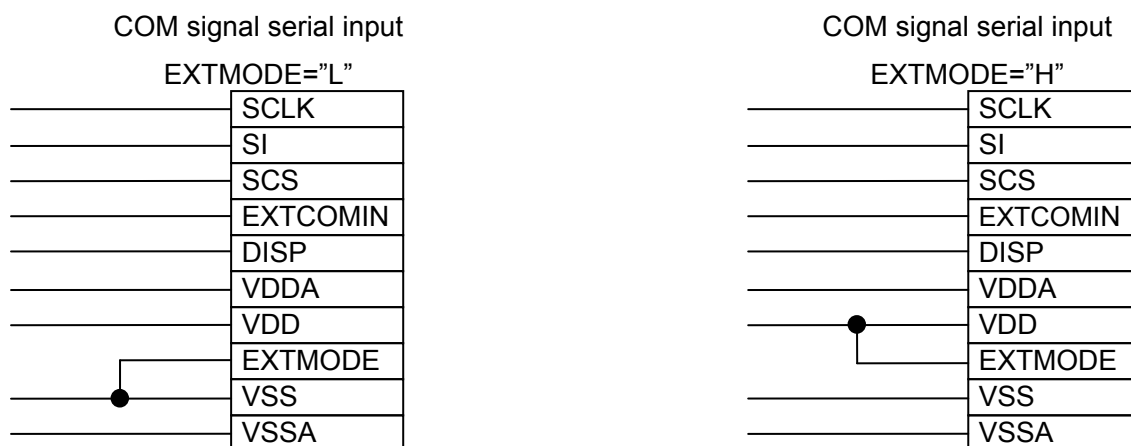 COM signal serial input
EXTMODE=”L”
SCLK
SI
SCS
EXTCOMIN
DISP
VDDA
VDD
EXTMODE
VSS
VSSA
COM signal serial input
EXTMODE=”H”
SCLK
SI
SCS
EXTCOMIN
DISP
VDDA
VDD
EXTMODE
VSS
VSSA